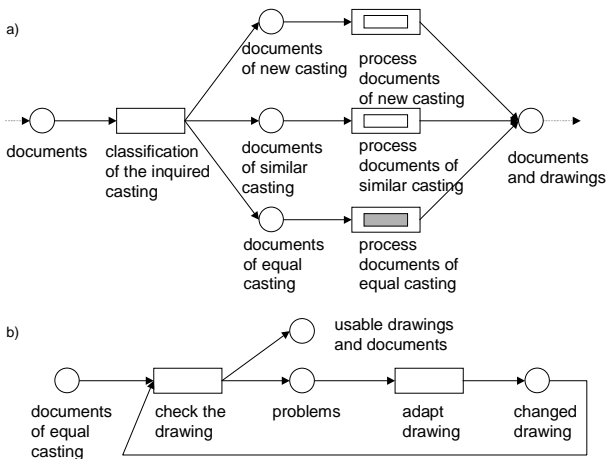 a)
documents
of new casting
process
documents
of new casting
documents
classification
of the inquired
casting
documents
of similar
casting
process
documents of
similar casting
documents
and drawings
documents
of equal
casting
process
documents of
equal casting
b)
usable drawings
and documents
documents
of equal
casting
check the
drawing
problems
adapt
drawing
changed
drawing